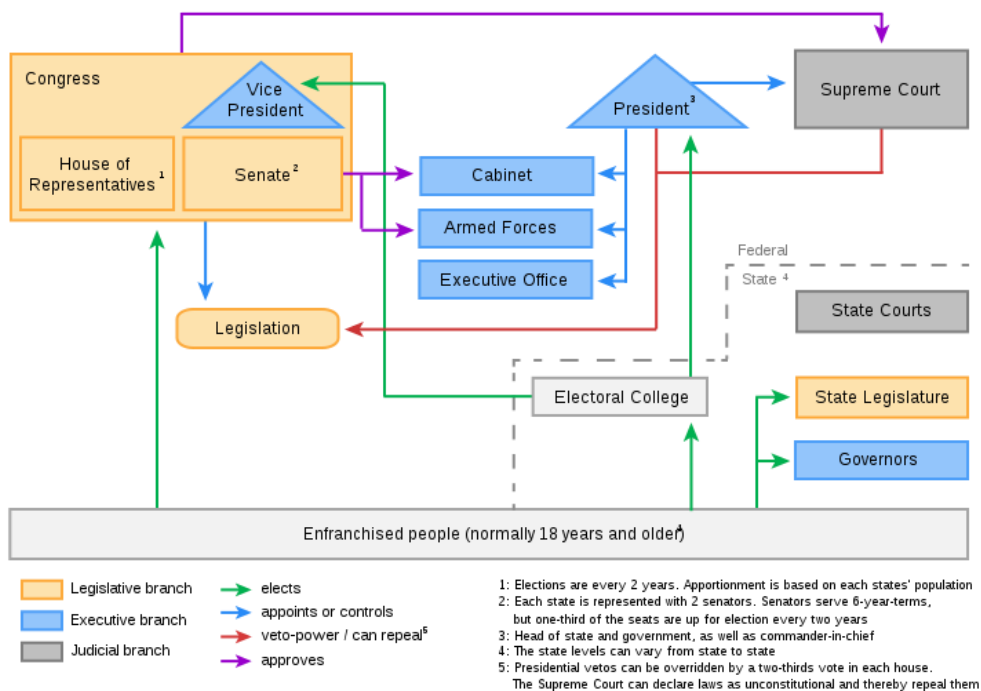 Congress
Vice
President
House of
Representatives 1
Senate 2
President 3
Supreme Court
Cabinet
Armed Forces
Executive Office
Legislation
Federal
State 4
State Courts
Electoral College
State Legislature
Governors
Enfranchised people (normally 18 years and older) 4
Legislative branch
Executive branch
Judicial branch
elects
appoints or controls
veto-power / can repeal 5
approves
1: Elections are every 2 years. Apportionment is based on each states' population
2: Each state is represented with 2 senators. Senators serve 6-year-terms,
but one-third of the seats are up for election every two years
3: Head of state and government, as well as commander-in-chief
4: The state levels can vary from state to state
5: Presidential vetos can be overridden by a two-thirds vote in each house.
The Supreme Court can declare laws as unconstitutional and thereby repeal them